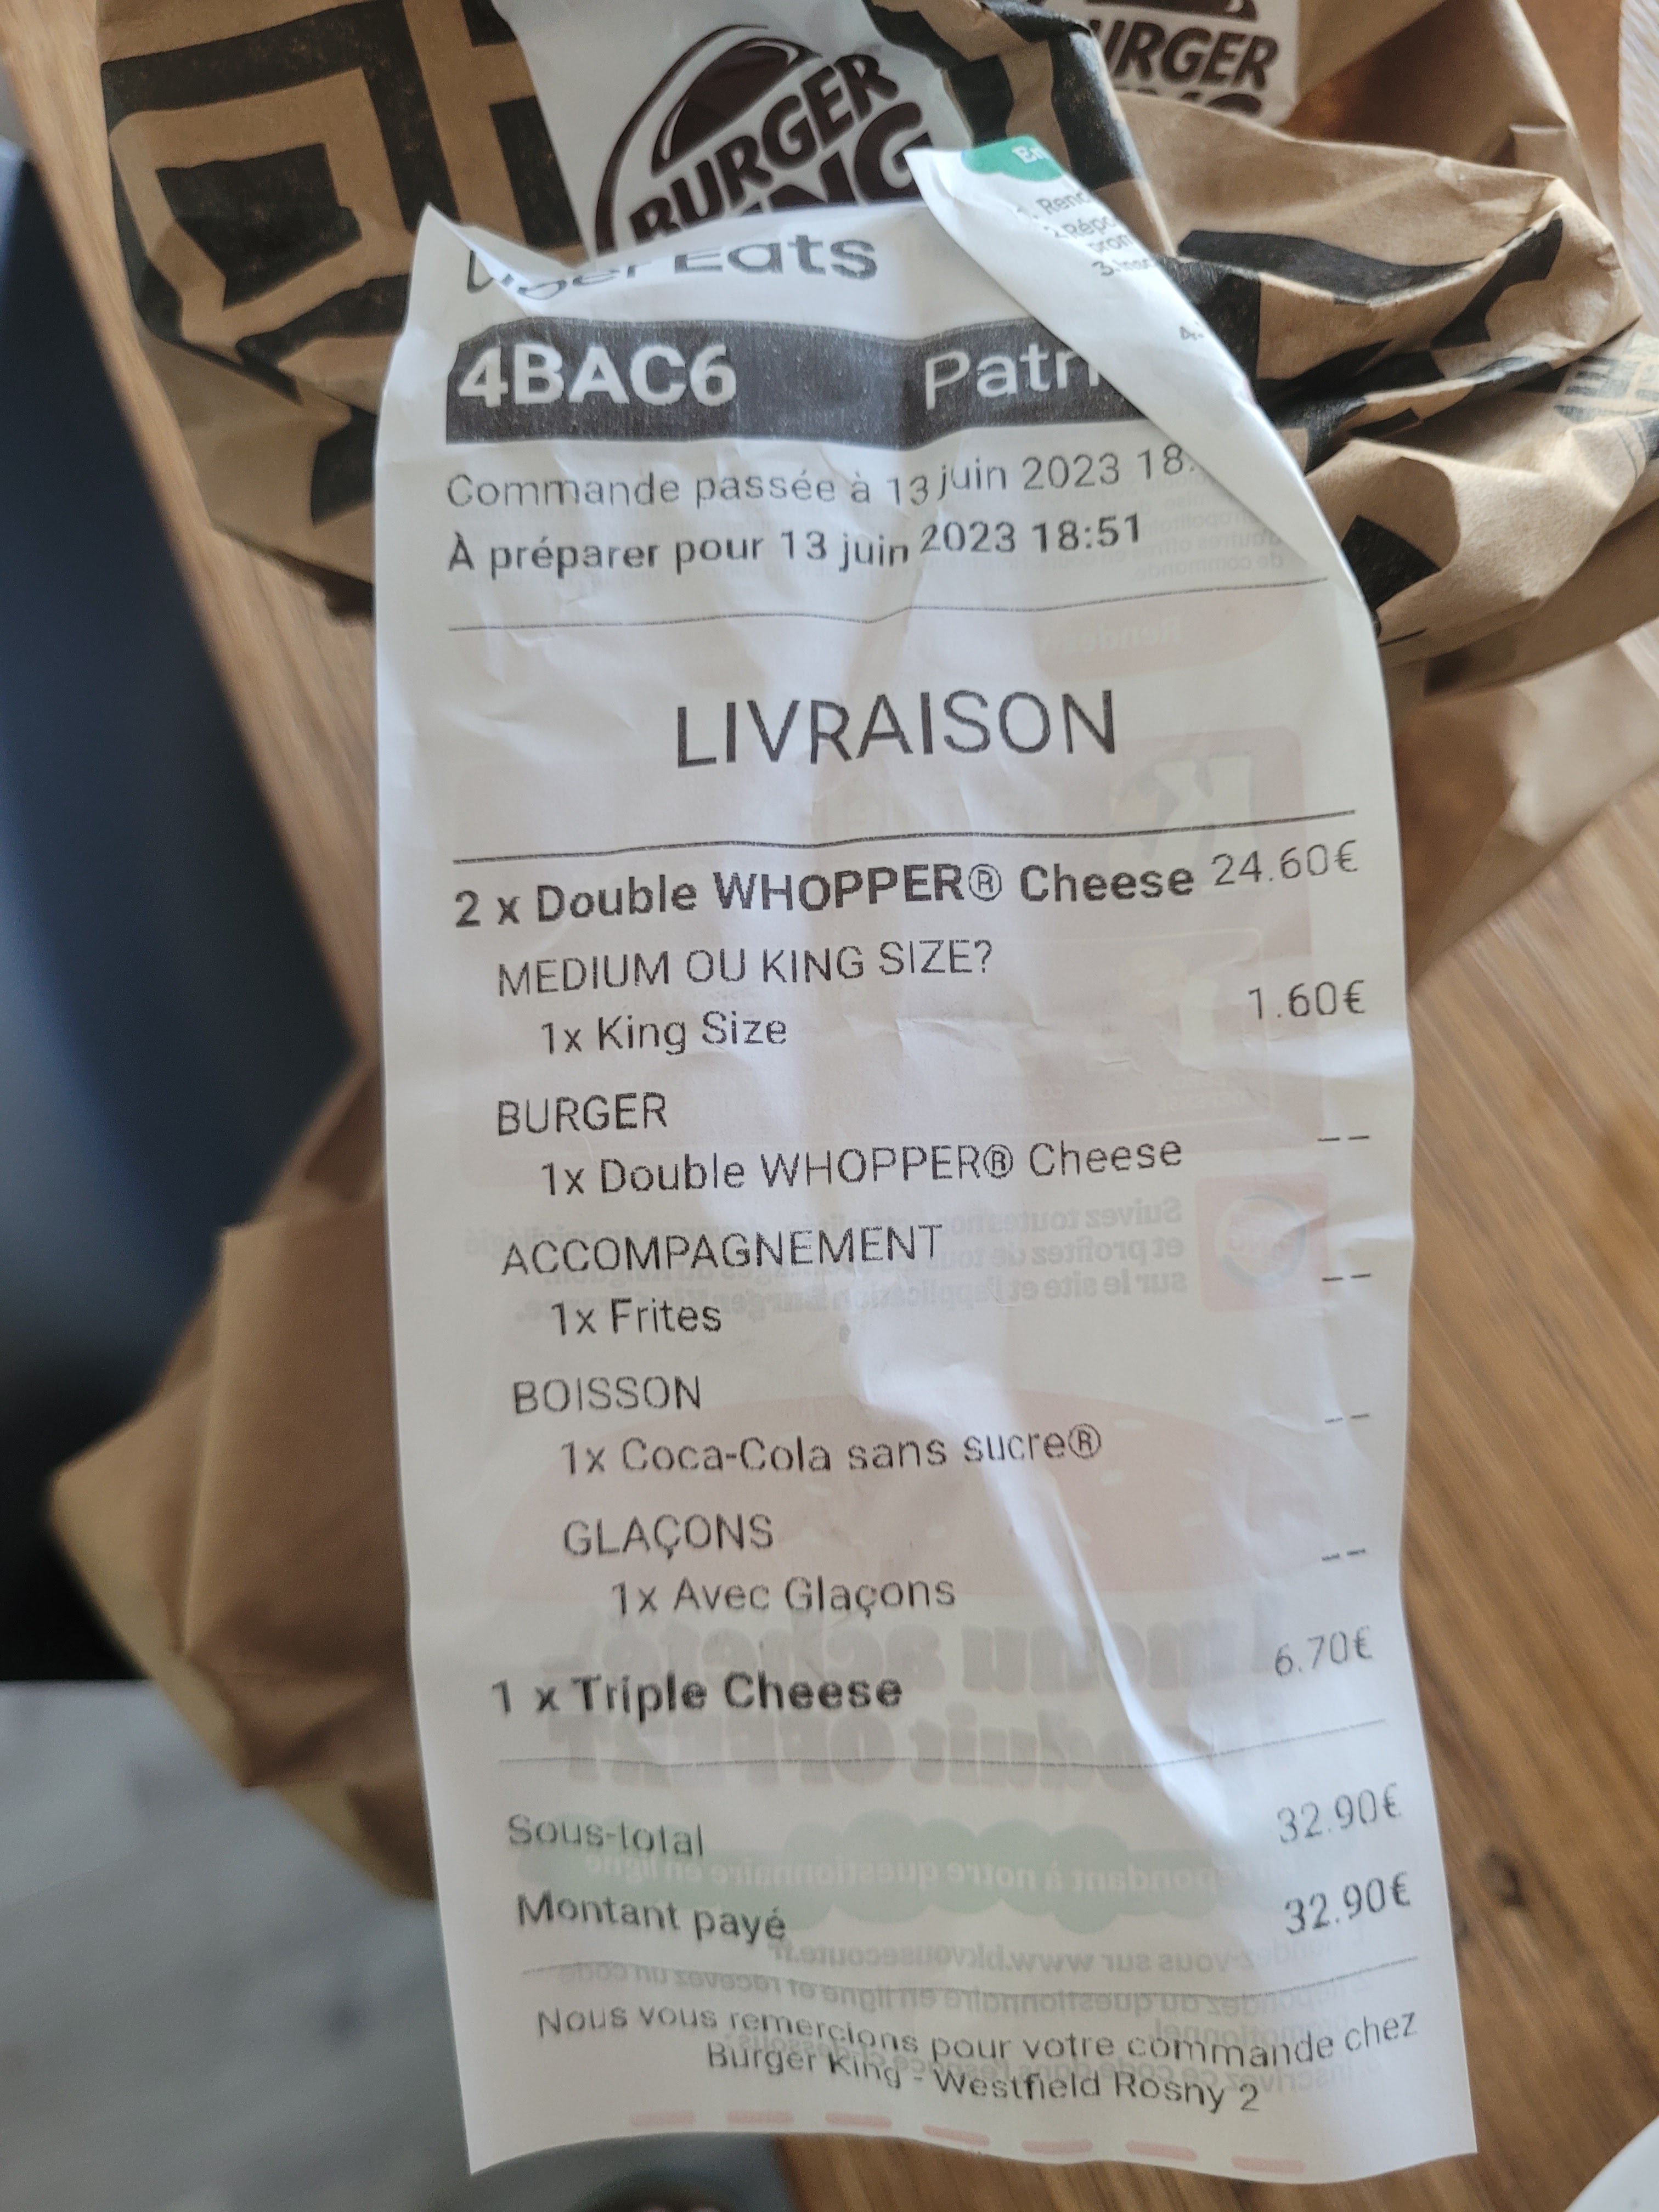 BURGER
KING
URGER
Uber Eats
4BAC6 Patri
Commande passée à 13 juin 2023 18:
À préparer pour 13 juin 2023 18:51
LIVRAISON
2 x Double WHOPPER® Cheese 24.60€
MEDIUM OU KING SIZE?
1x King Size 1.60€
BURGER
1x Double WHOPPER® Cheese --
ACCOMPAGNEMENT
1x Frites --
BOISSON
1x Coca-Cola sans sucre® --
GLAÇONS
1x Avec Glaçons --
1 x Triple Cheese 6.70€
Sous-total 32.90€
Montant payé 32.90€
Nous vous remercions pour votre commande chez
Burger King - Westfield Rosny 2